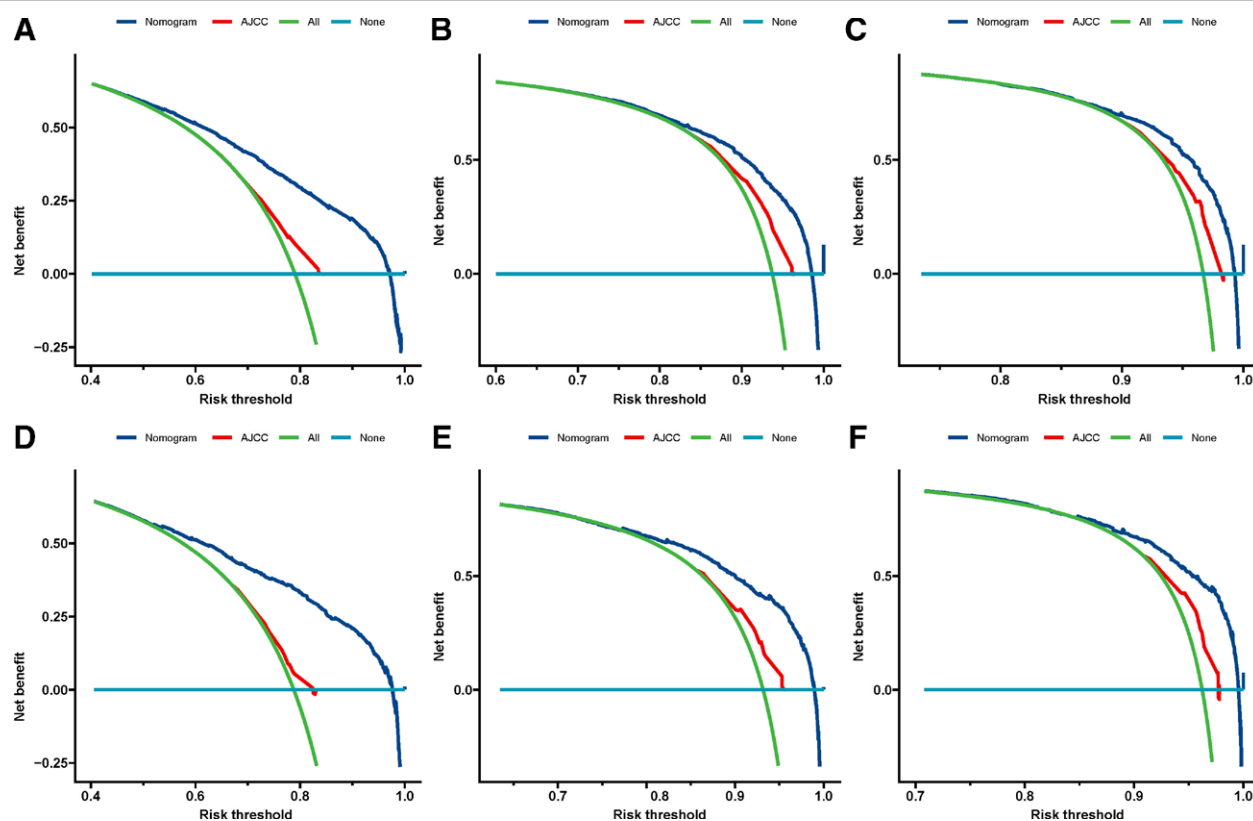 A
Nomogram AJCC All None
Net benefit
0.50
0.25
0.00
−0.25
0.4 0.6 0.8 1.0
Risk threshold
B
Nomogram AJCC All None
Net benefit
0.5
0.0
0.6 0.7 0.8 0.9 1.0
Risk threshold
C
Nomogram AJCC All None
Net benefit
0.5
0.0
0.8 0.9 1.0
Risk threshold
D
Nomogram AJCC All None
Net benefit
0.50
0.25
0.00
−0.25
0.4 0.6 0.8 1.0
Risk threshold
E
Nomogram AJCC All None
Net benefit
0.5
0.0
0.7 0.8 0.9 1.0
Risk threshold
F
Nomogram AJCC All None
Net benefit
0.5
0.0
0.7 0.8 0.9 1.0
Risk threshold